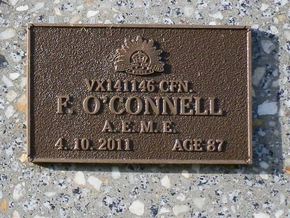 VX141146 CFN.
F. O'CONNELL
A. E. M. E.
4. 10. 2011 AGE 87